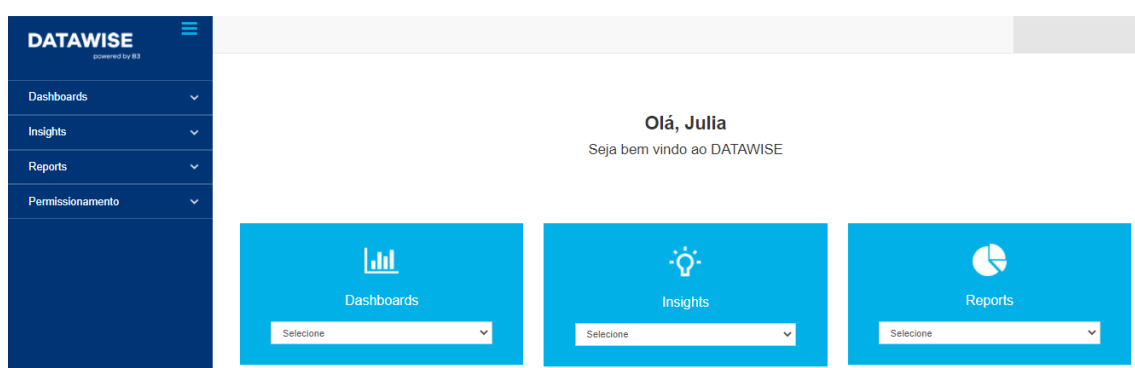 DATAWISE
powered by B3
Dashboards
Insights
Reports
Permissionamento
Olá, Julia
Seja bem vindo ao DATAWISE
Dashboards
Selecione
Insights
Selecione
Reports
Selecione